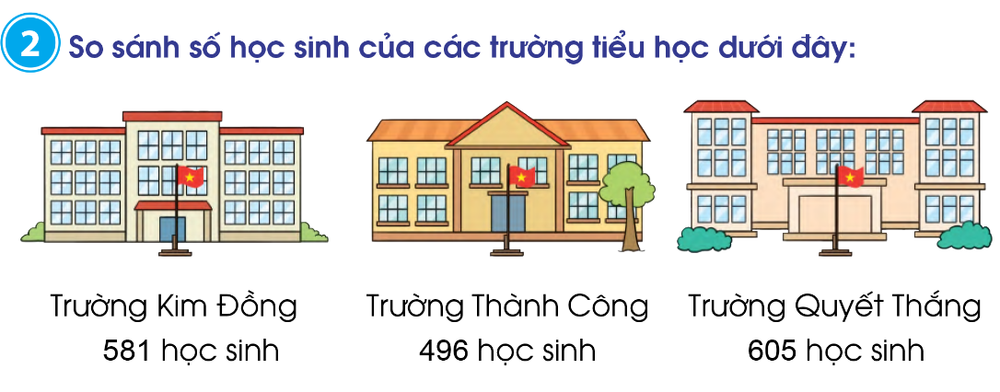 2 So sánh số học sinh của các trường tiểu học dưới đây:
Trường Kim Đồng
581 học sinh
Trường Thành Công
496 học sinh
Trường Quyết Thắng
605 học sinh